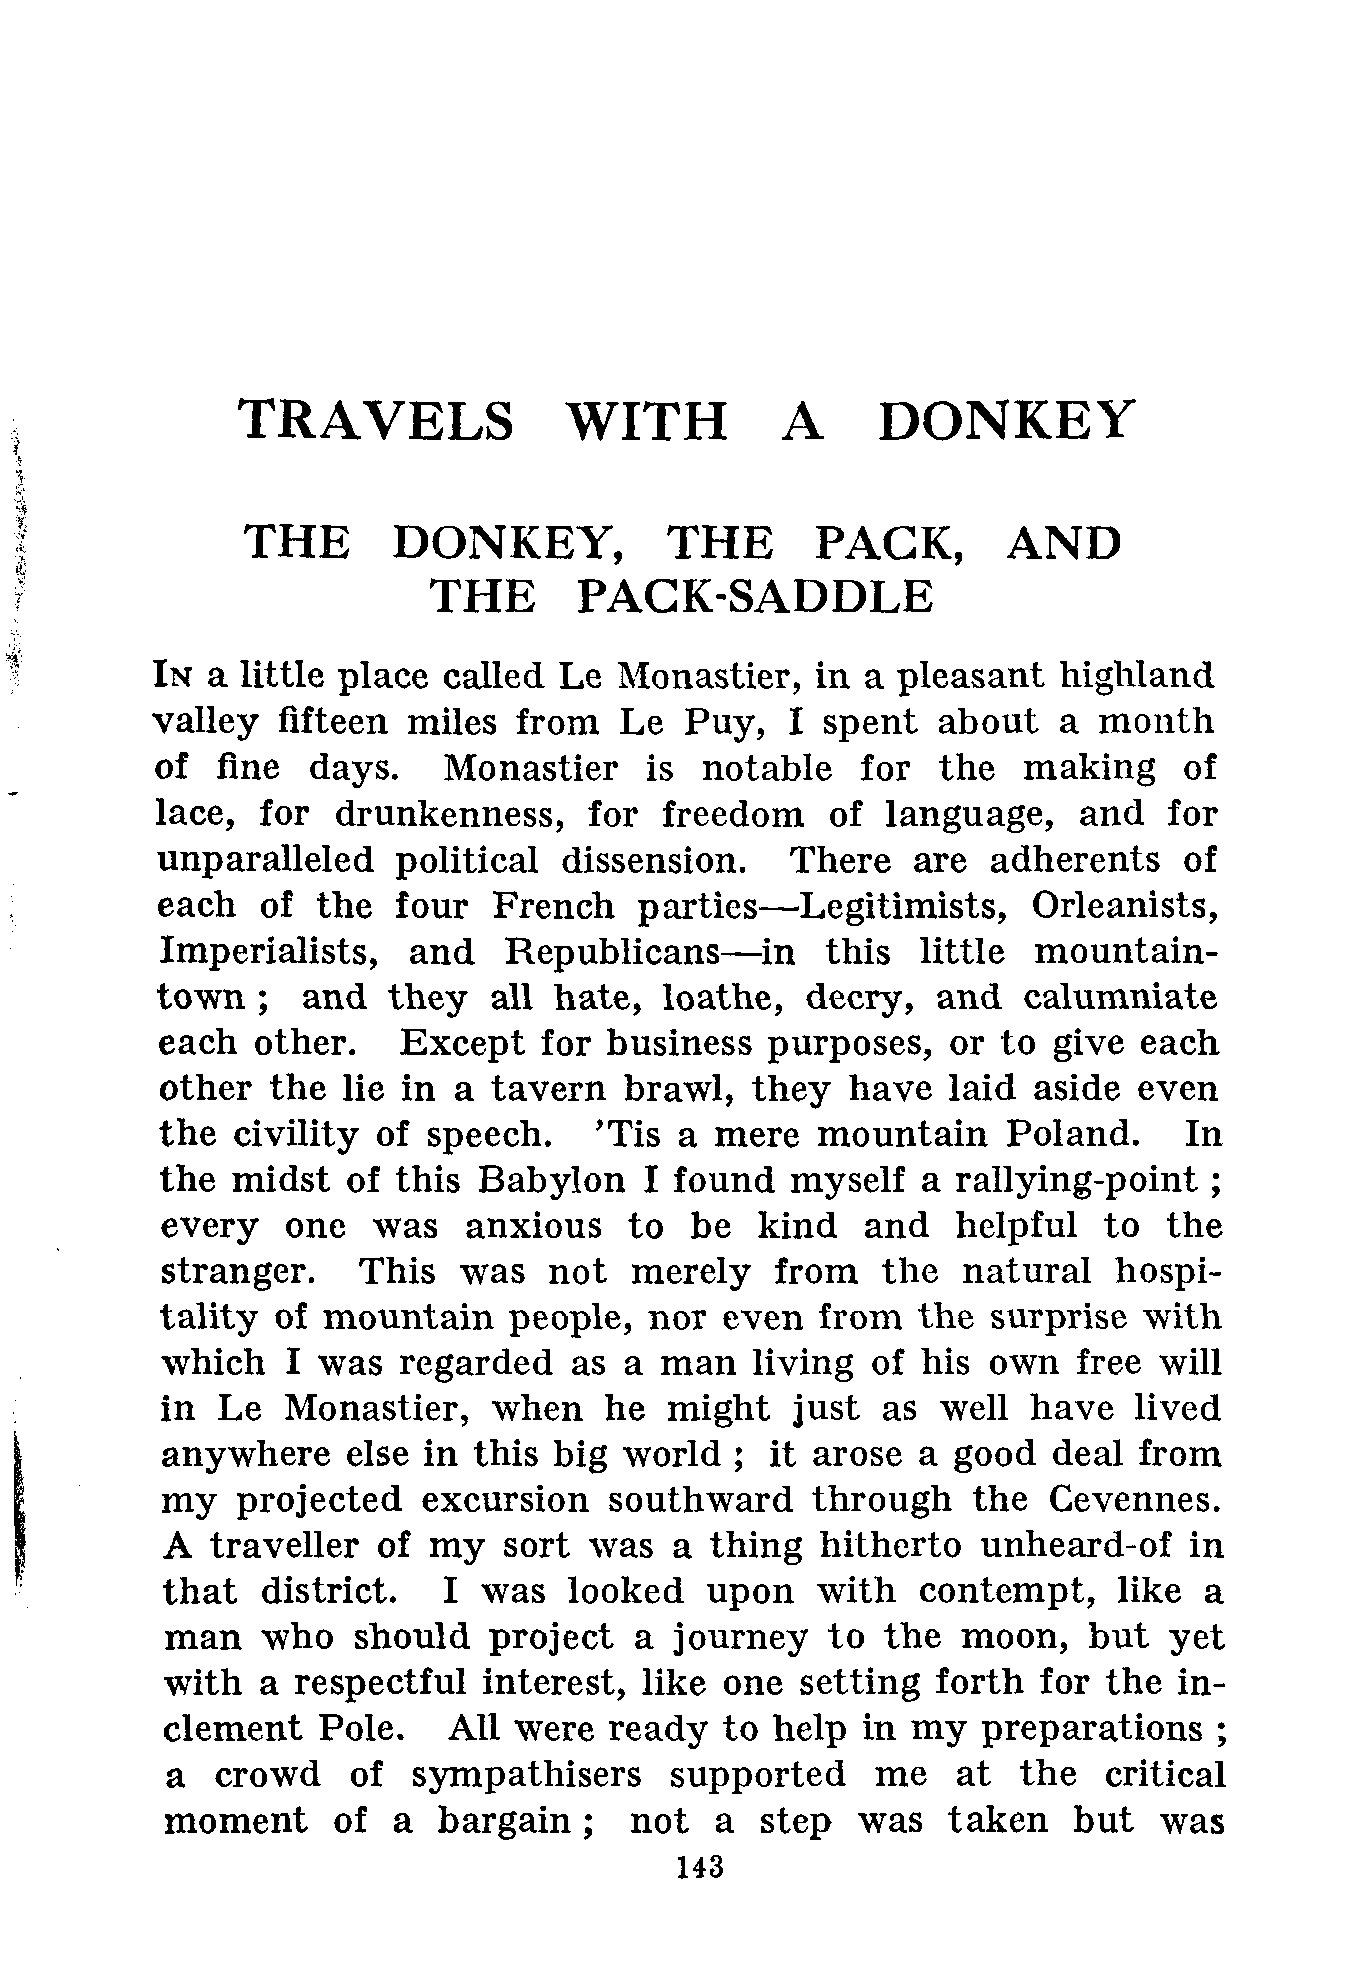 TRAVELS WITH A DONKEY
THE DONKEY, THE PACK, AND
THE PACK-SADDLE
IN a little place called Le Monastier, in a pleasant highland
valley fifteen miles from Le Puy, I spent about a month
of fine days. Monastier is notable for the making of
lace, for drunkenness, for freedom of language, and for
unparalleled political dissension. There are adherents of
each of the four French parties—Legitimists, Orleanists,
Imperialists, and Republicans—in this little mountain-
town ; and they all hate, loathe, decry, and calumniate
each other. Except for business purposes, or to give each
other the lie in a tavern brawl, they have laid aside even
the civility of speech. 'Tis a mere mountain Poland. In
the midst of this Babylon I found myself a rallying-point ;
every one was anxious to be kind and helpful to the
stranger. This was not merely from the natural hospi-
tality of mountain people, nor even from the surprise with
which I was regarded as a man living of his own free will
in Le Monastier, when he might just as well have lived
anywhere else in this big world ; it arose a good deal from
my projected excursion southward through the Cevennes.
A traveller of my sort was a thing hitherto unheard-of in
that district. I was looked upon with contempt, like a
man who should project a journey to the moon, but yet
with a respectful interest, like one setting forth for the in-
clement Pole. All were ready to help in my preparations ;
a crowd of sympathisers supported me at the critical
moment of a bargain ; not a step was taken but was
143